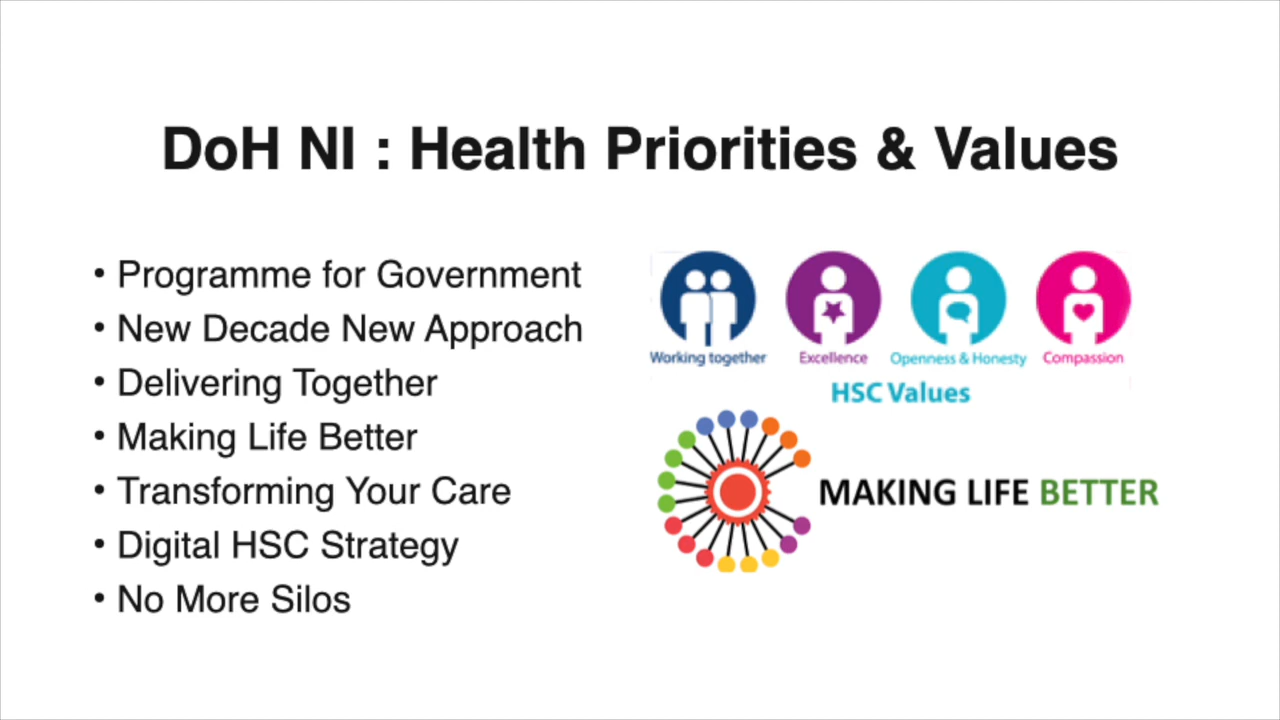 DoH NI : Health Priorities & Values
• Programme for Government
• New Decade New Approach
• Delivering Together
• Making Life Better
• Transforming Your Care
• Digital HSC Strategy
• No More Silos
Working together Excellence Openness & Honesty Compassion
HSC Values
MAKING LIFE BETTER